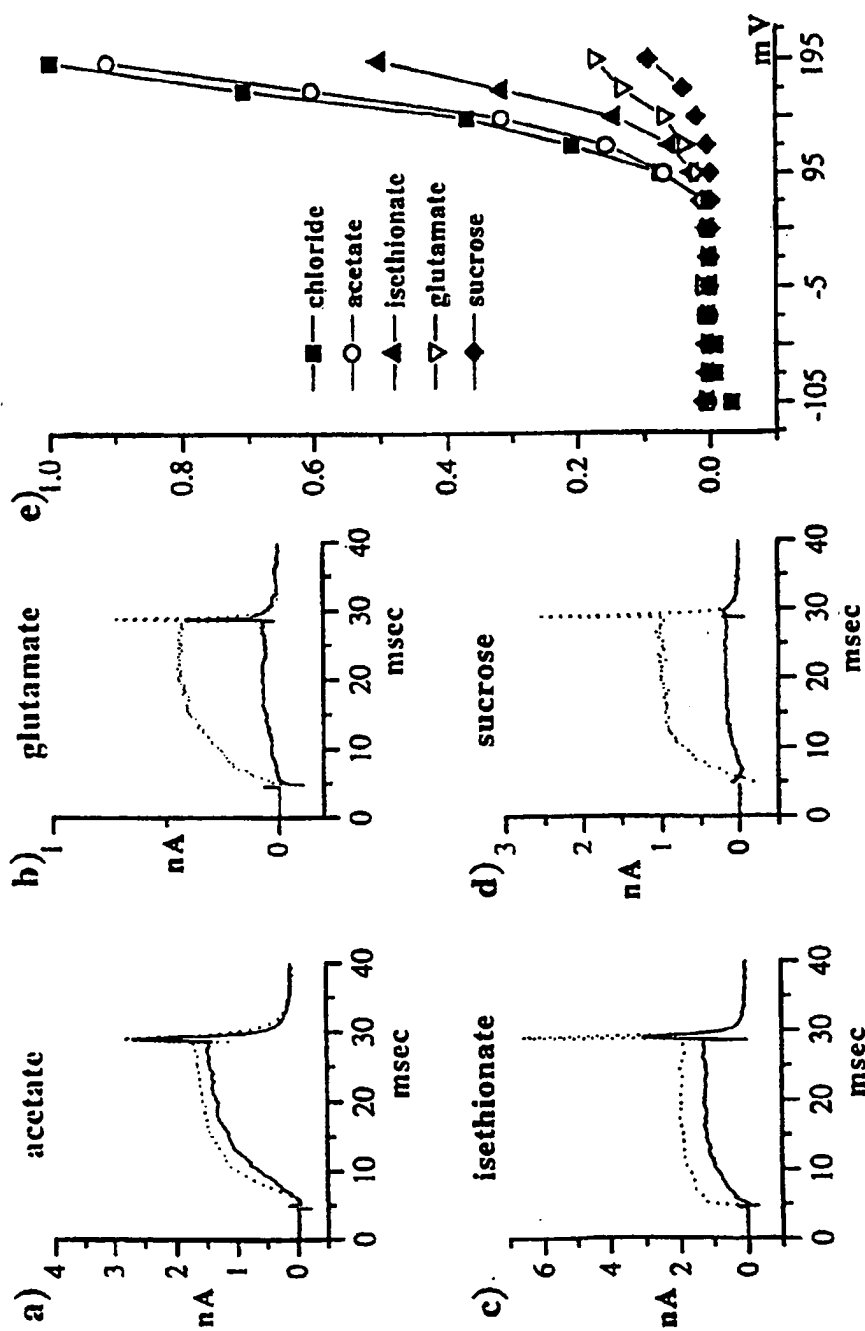 a)
acetate
4
3
2
1
0
nA
0 10 20 30 40
msec
b)
glutamate
1
nA
0
0 10 20 30 40
msec
c)
isethionate
6
4
nA
2
0
0 10 20 30 40
msec
d)
sucrose
3
2
nA
1
0
0 10 20 30 40
msec
e)
1.0
0.8
0.6
0.4
0.2
0.0
chloride
acetate
isethionate
glutamate
sucrose
-105 -5 95 195
mV